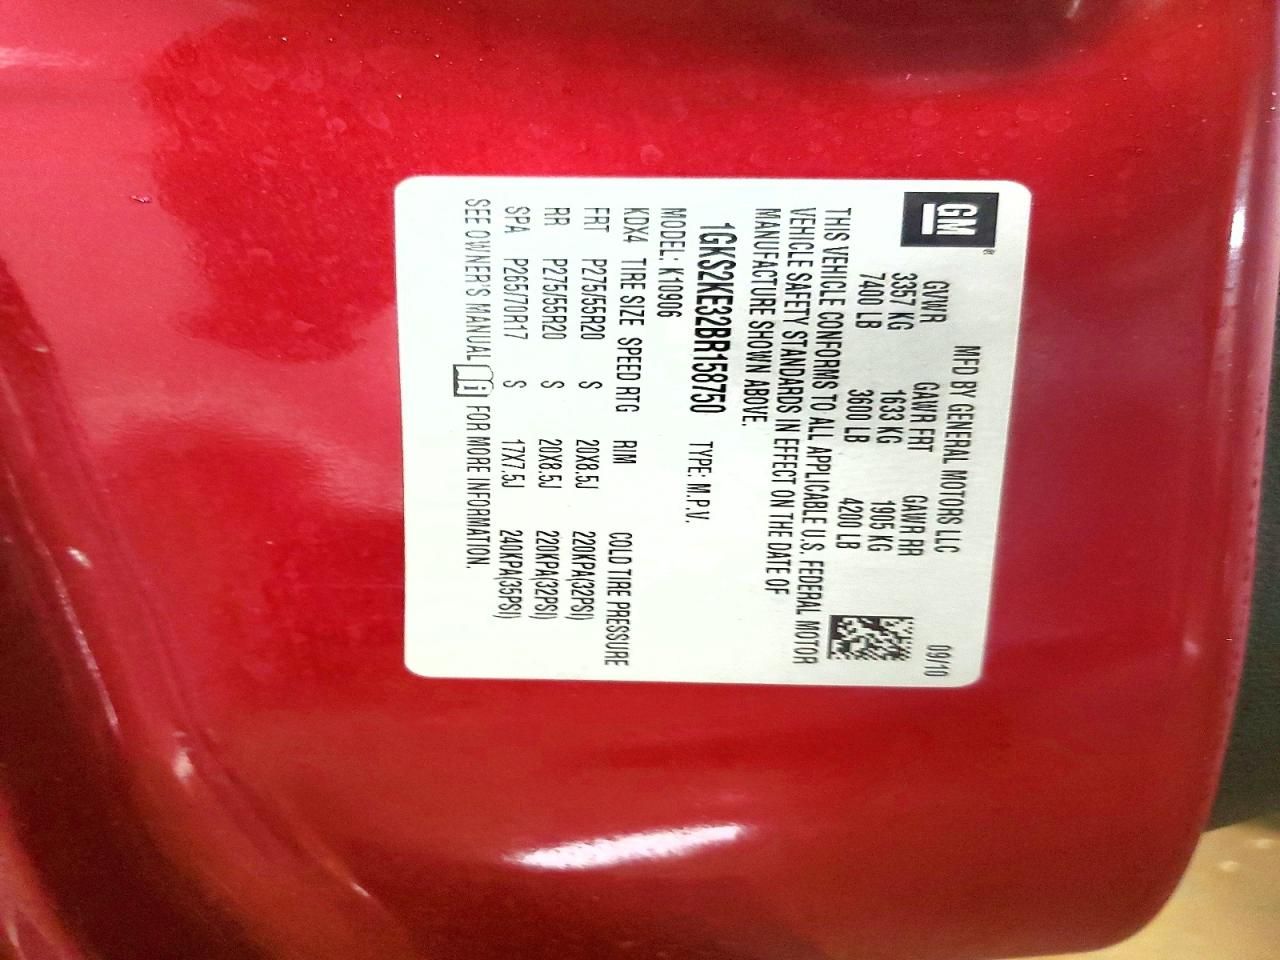 GM®
MFD BY GENERAL MOTORS LLC 09/10
GVWR GAWR FRT GAWR RR
3357 KG 1633 KG 1905 KG
7400 LB 3600 LB 4200 LB
THIS VEHICLE CONFORMS TO ALL APPLICABLE U.S. FEDERAL MOTOR
VEHICLE SAFETY STANDARDS IN EFFECT ON THE DATE OF
MANUFACTURE SHOWN ABOVE.
1GKS2KE32BR158750 TYPE: M.P.V.
MODEL: K10906
KDX4 TIRE SIZE SPEED RTG RIM COLD TIRE PRESSURE
FRT P275/55R20 S 20X8.5J 220KPA(32PSI)
RR P275/55R20 S 20X8.5J 220KPA(32PSI)
SPA P265/70R17 S 17X7.5J 240KPA(35PSI)
SEE OWNER'S MANUAL i FOR MORE INFORMATION.